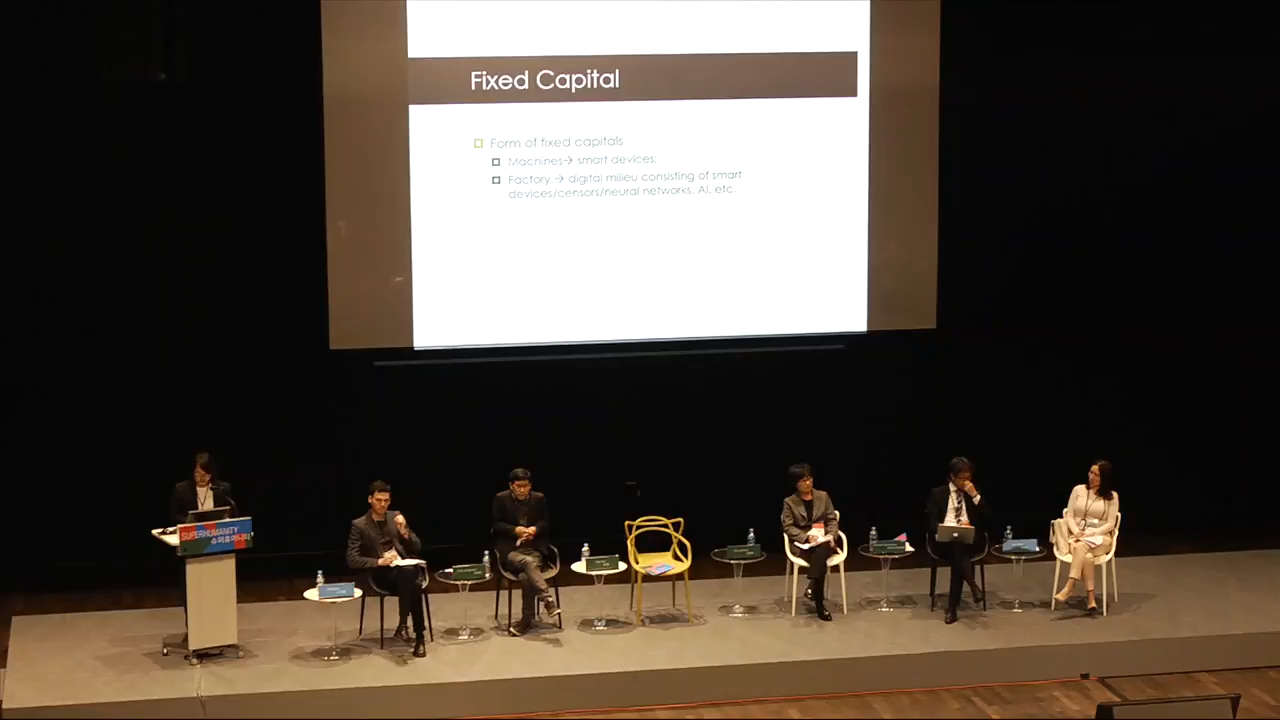 Fixed Capital
Form of fixed capitals
Machines→ smart devices;
Factory → digital milieu consisting of smart
devices/censors/neural networks, AI, etc.
SUPERHUMANITY
슈퍼휴머니티